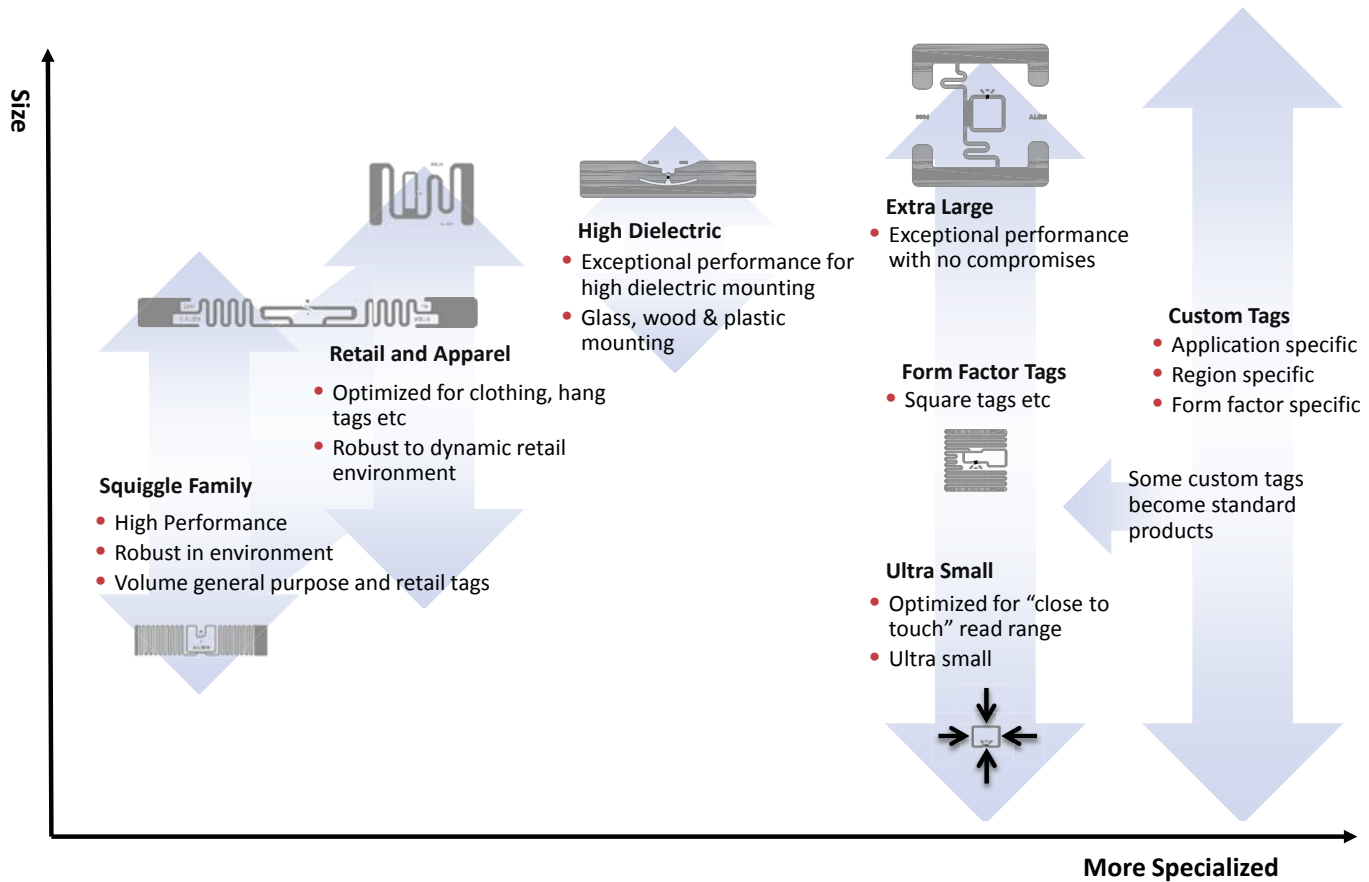 Size
Extra Large
• Exceptional performance
with no compromises
High Dielectric
• Exceptional performance for
high dielectric mounting
• Glass, wood & plastic
mounting
Custom Tags
• Application specific
• Region specific
• Form factor specific
Retail and Apparel
• Optimized for clothing, hang
tags etc
• Robust to dynamic retail
environment
Form Factor Tags
• Square tags etc
Squiggle Family
• High Performance
• Robust in environment
• Volume general purpose and retail tags
Some custom tags
become standard
products
Ultra Small
• Optimized for “close to
touch” read range
• Ultra small
More Specialized